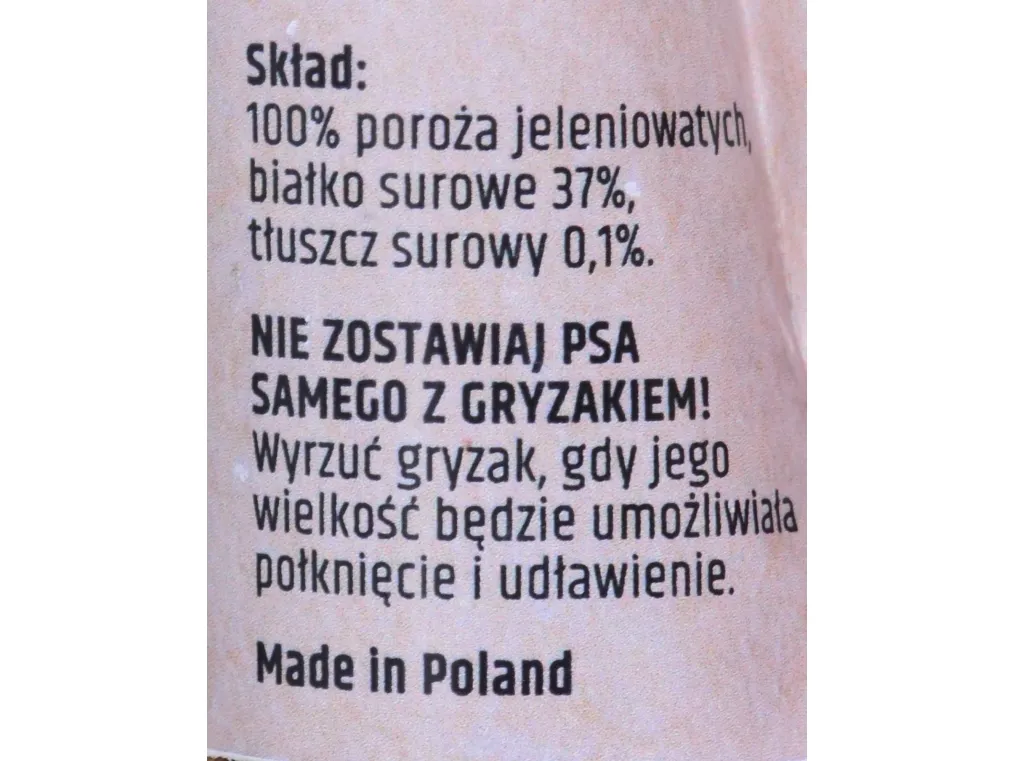 Skład:
100% poroża jeleniowatych,
białko surowe 37%,
tłuszcz surowy 0,1%.
NIE ZOSTAWIAJ PSA
SAMEGO Z GRYZAKIEM!
Wyrzuć gryzak, gdy jego
wielkość będzie umożliwiała
połknięcie i udławienie.
Made in Poland